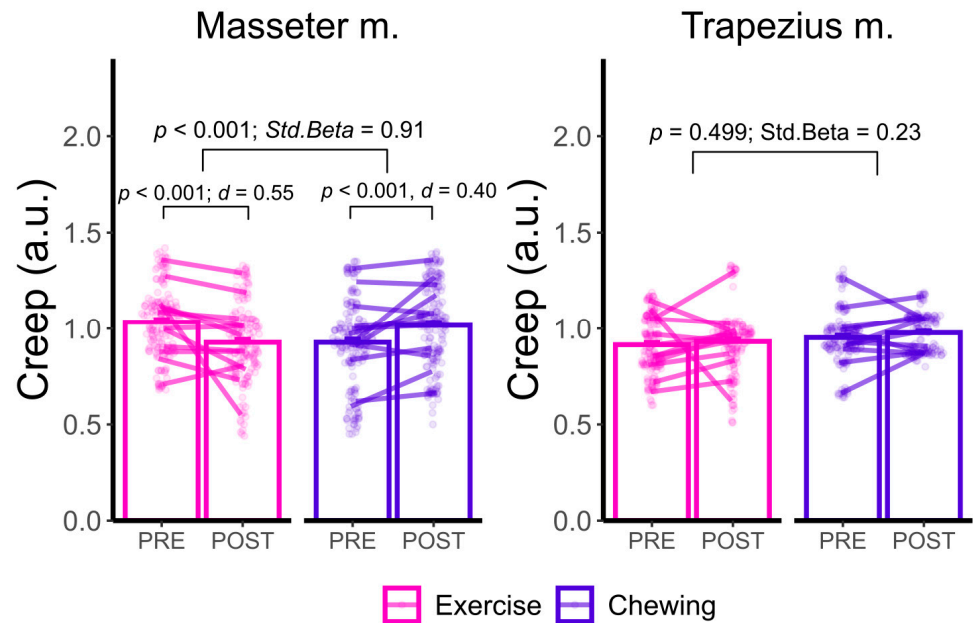 Masseter m.
Trapezius m.
p < 0.001; Std.Beta = 0.91
p = 0.499; Std.Beta = 0.23
p < 0.001; d = 0.55
p < 0.001, d = 0.40
Creep (a.u.)
2.0
1.5
1.0
0.5
0.0
PRE
POST
PRE
POST
Creep (a.u.)
2.0
1.5
1.0
0.5
0.0
PRE
POST
PRE
POST
Exercise
Chewing